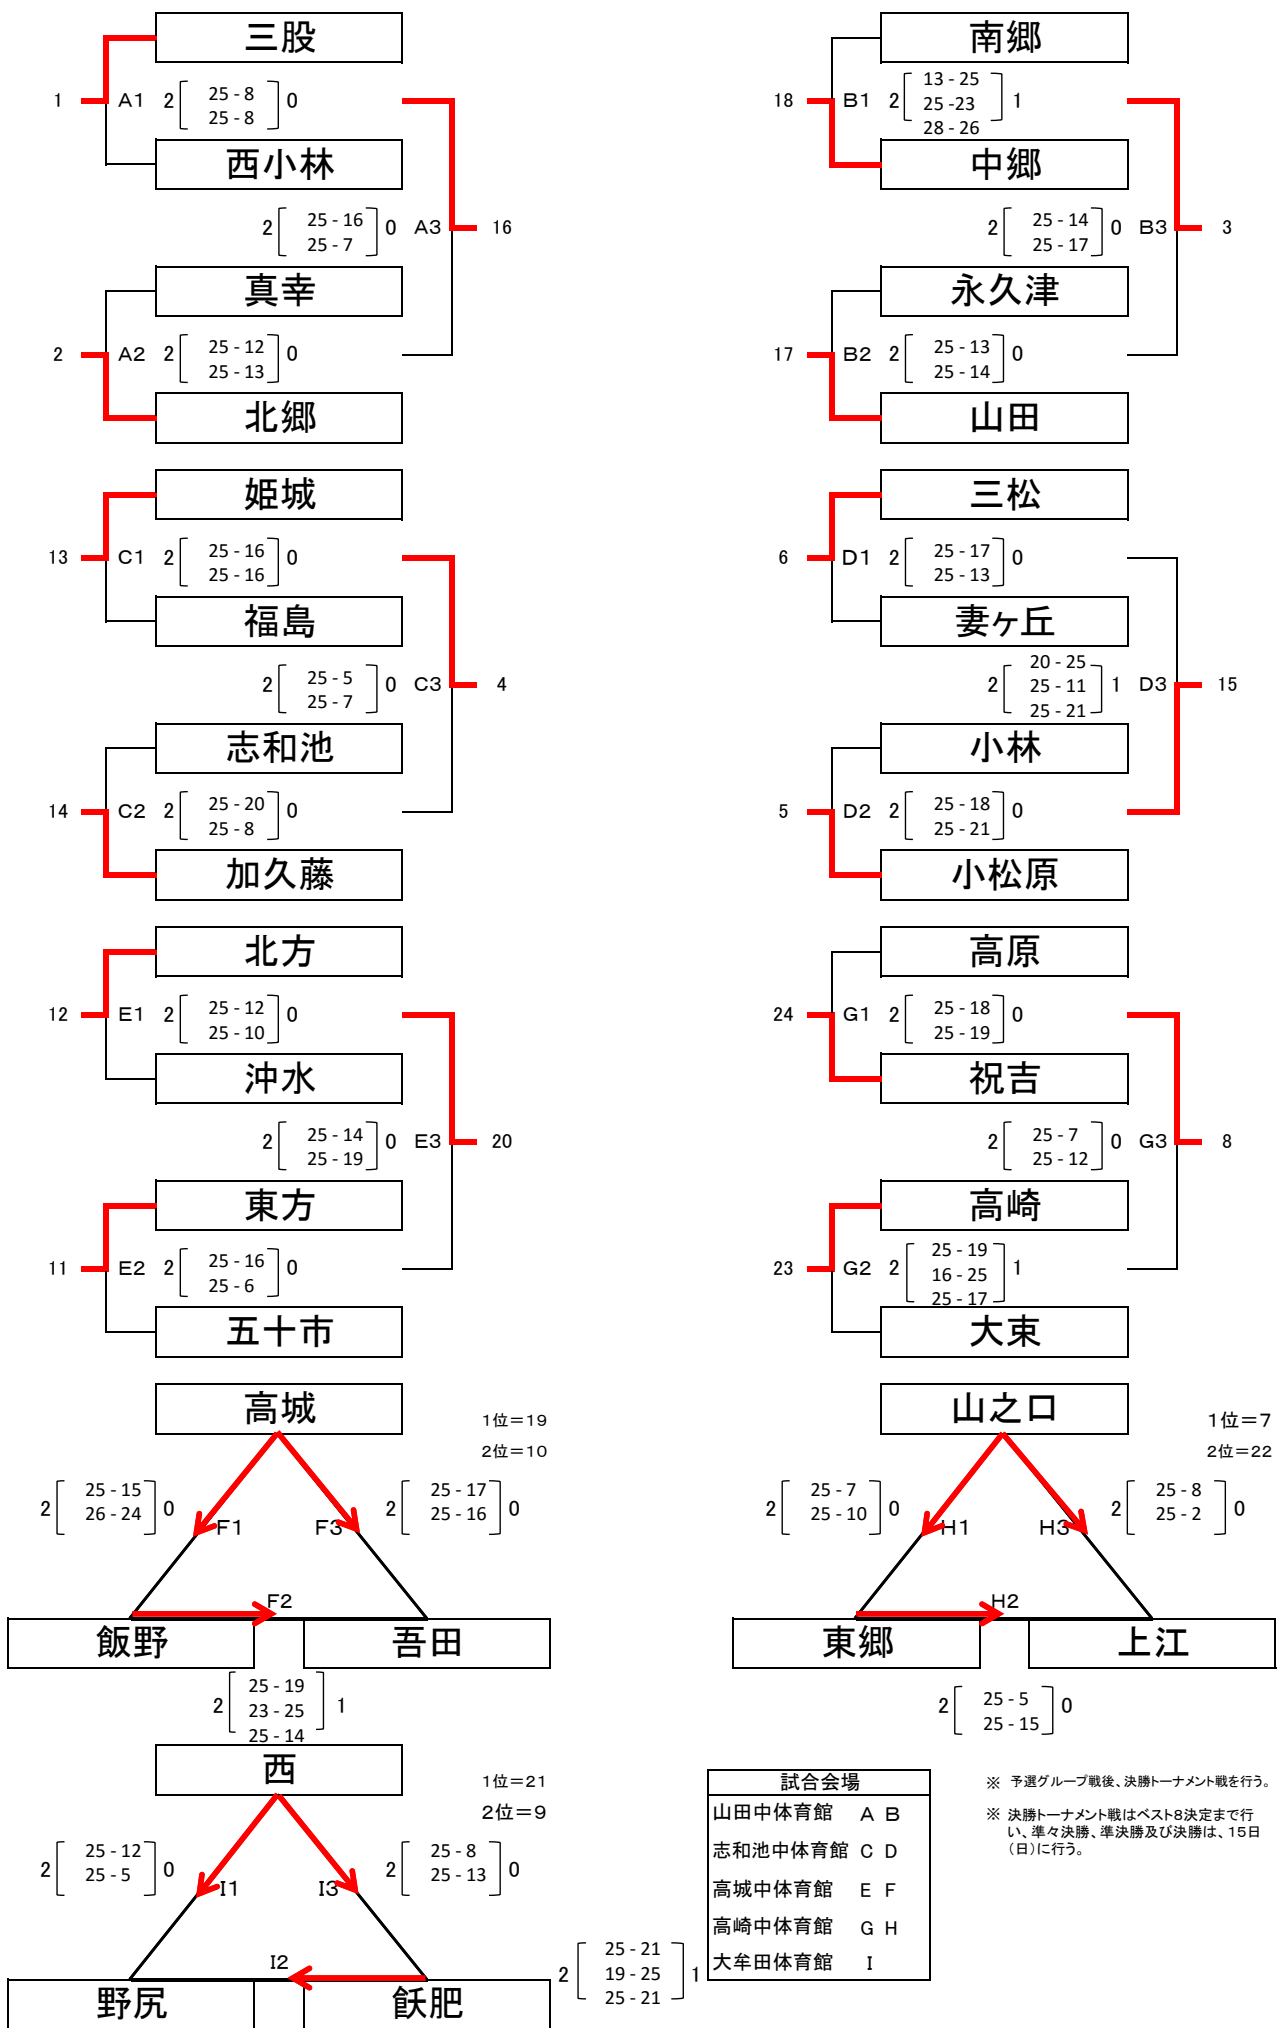 三股
1 A1 2 25 - 8 0
25 - 8
西小林
2 25 - 16 0 A3 16
25 - 7
真幸
2 A2 2 25 - 12 0
25 - 13
北郷
南郷
13 - 25
18 B1 2 25 -23 1
28 - 26
中郷
2 25 - 14 0 B3 3
25 - 17
永久津
17 B2 2 25 - 13 0
25 - 14
山田
姫城
13 C1 2 25 - 16 0
25 - 16
福島
2 25 - 5 0 C3 4
25 - 7
志和池
14 C2 2 25 - 20 0
25 - 8
加久藤
三松
6 D1 2 25 - 17 0
25 - 13
妻ヶ丘
20 - 25
2 25 - 11 1 D3 15
25 - 21
小林
5 D2 2 25 - 18 0
25 - 21
小松原
北方
12 E1 2 25 - 12 0
25 - 10
沖水
2 25 - 14 0 E3 20
25 - 19
東方
11 E2 2 25 - 16 0
25 - 6
五十市
高原
24 G1 2 25 - 18 0
25 - 19
祝吉
2 25 - 7 0 G3 8
25 - 12
高崎
25 - 19
23 G2 2 16 - 25 1
25 - 17
大束
高城
1位＝19
2位＝10
2 25 - 15 0
26 - 24
F1
F3
2 25 - 17 0
25 - 16
F2
飯野
吾田
25 - 19
2 23 - 25 1
25 - 14
山之口
1位＝7
2位＝22
2 25 - 7 0
25 - 10
H1
H3
2 25 - 8 0
25 - 2
H2
東郷
上江
2 25 - 5 0
25 - 15
西
1位＝21
2位＝9
2 25 - 12 0
25 - 5
I1
I3
2 25 - 8 0
25 - 13
I2
野尻
飫肥
25 - 21
2 19 - 25 1
25 - 21
試合会場
山田中体育館 A B
志和池中体育館 C D
高城中体育館 E F
高崎中体育館 G H
大牟田体育館 I
※ 予選グループ戦後、決勝トーナメント戦を行う。
※ 決勝トーナメント戦はベスト8決定まで行
い、準々決勝、準決勝及び決勝は、15日
（日）に行う。